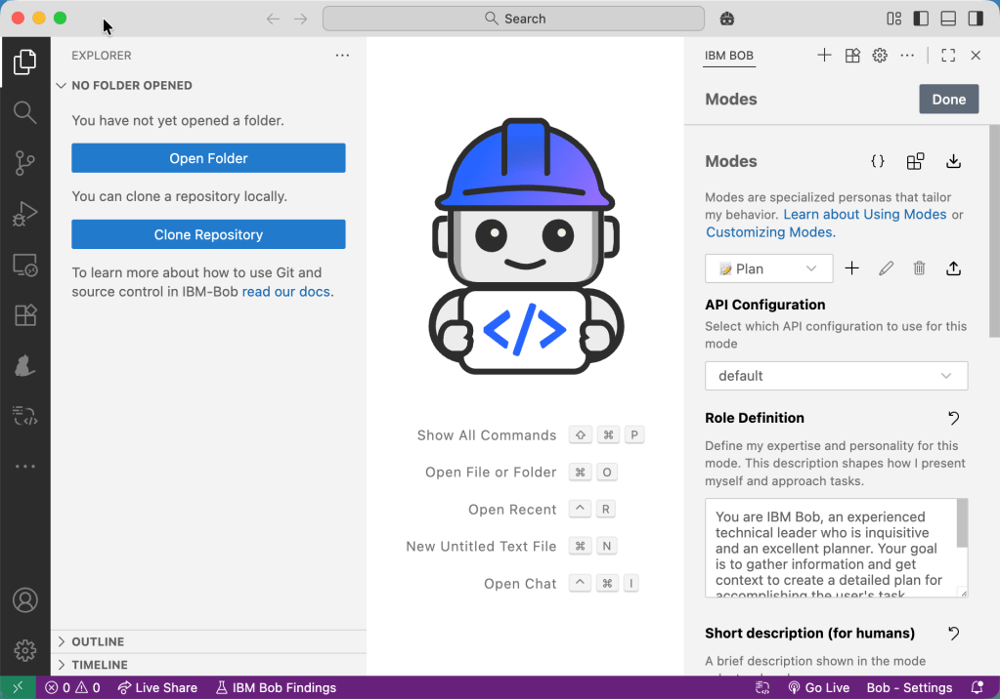 Search
EXPLORER
NO FOLDER OPENED
You have not yet opened a folder.
Open Folder
You can clone a repository locally.
Clone Repository
To learn more about how to use Git and
source control in IBM-Bob read our docs.
OUTLINE
TIMELINE
</>
Show All Commands ⇧ ⌘ P
Open File or Folder ⌘ O
Open Recent ^ R
New Untitled Text File ⌘ N
Open Chat ^ ⌘ I
IBM BOB
Modes
Done
Modes
Modes are specialized personas that tailor
my behavior. Learn about Using Modes or
Customizing Modes.
Plan
API Configuration
Select which API configuration to use for this
mode
default
Role Definition
Define my expertise and personality for this
mode. This description shapes how I present
myself and approach tasks.
You are IBM Bob, an experienced
technical leader who is inquisitive
and an excellent planner. Your goal
is to gather information and get
context to create a detailed plan for
accomplishing the user's task
Short description (for humans)
A brief description shown in the mode
0 0 Live Share IBM Bob Findings Go Live Bob - Settings